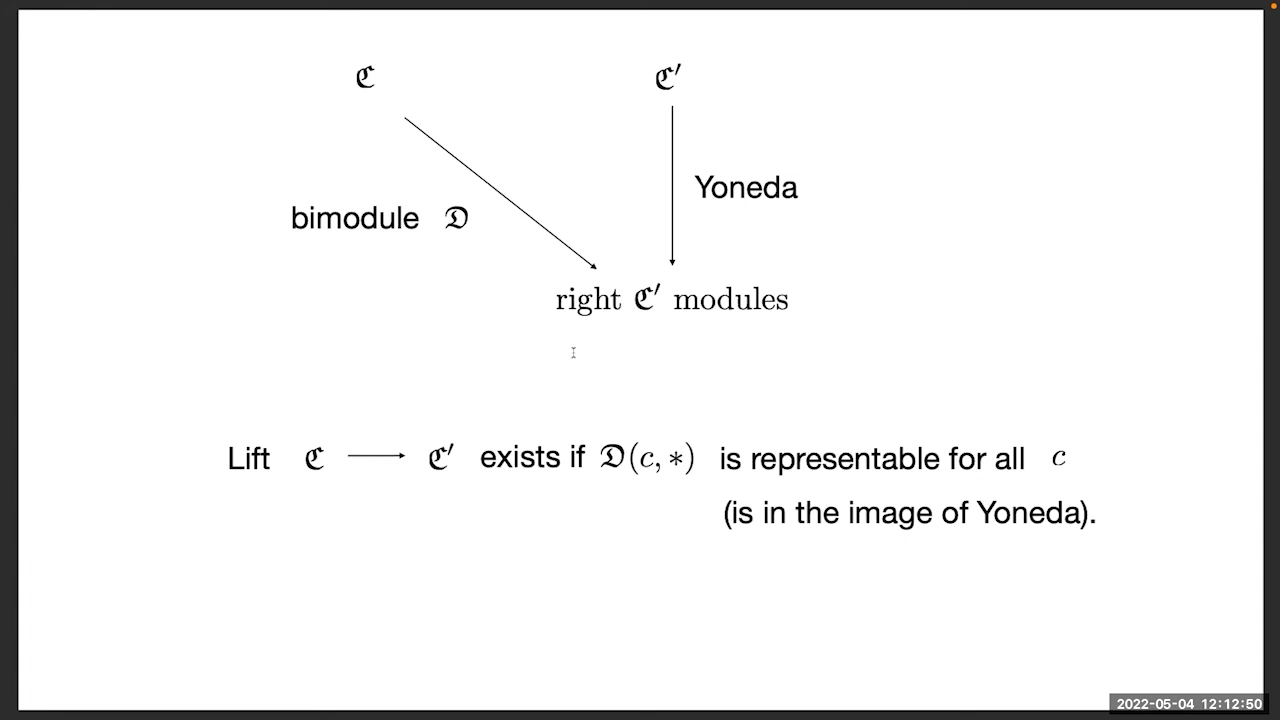 ℭ ℭ′
Yoneda
bimodule 𝔇
right ℭ′ modules
Lift ℭ ⟶ ℭ′ exists if 𝔇(c, *) is representable for all c
(is in the image of Yoneda).
2022-05-04 12:12:50